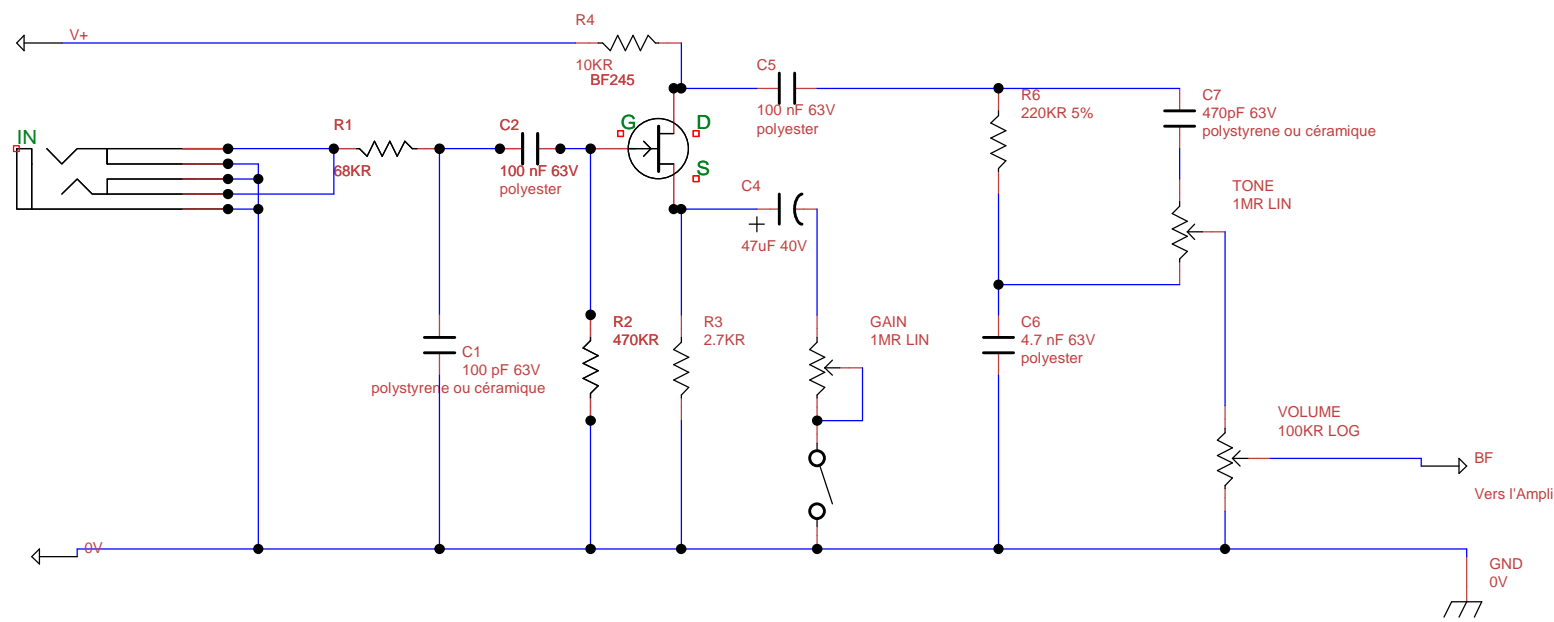 R4
V+
10KR
BF245
C5
100 nF 63V
polyester
R6
220KR 5%
C7
470pF 63V
polystyrene ou céramique
IN
R1
68KR
C2
100 nF 63V
polyester
G
D
S
C4
+
47uF 40V
TONE
1MR LIN
C1
100 pF 63V
polystyrene ou céramique
R2
470KR
R3
2.7KR
GAIN
1MR LIN
C6
4.7 nF 63V
polyester
VOLUME
100KR LOG
BF
Vers l'Ampli
0V
GND
0V